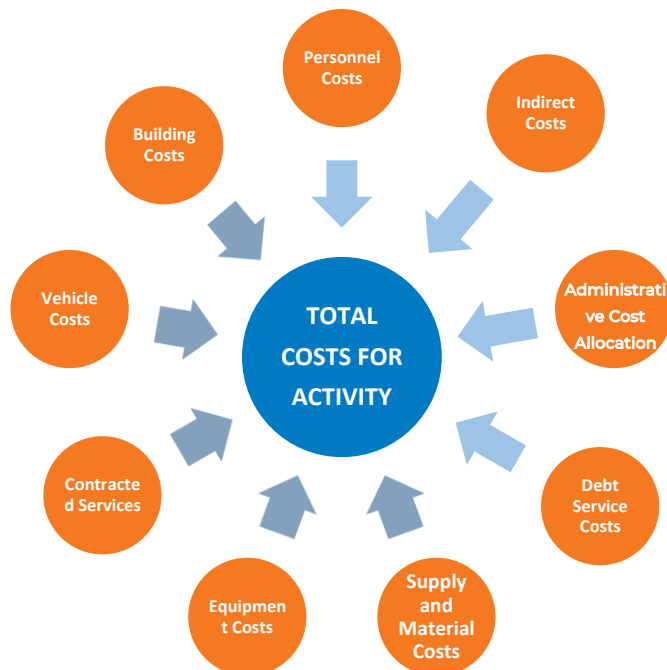 Personnel
Costs
Indirect
Costs
Administrati
ve Cost
Allocation
Debt
Service
Costs
Supply
and
Material
Costs
Equipmen
t Costs
Contracte
d Services
Vehicle
Costs
Building
Costs
TOTAL
COSTS FOR
ACTIVITY